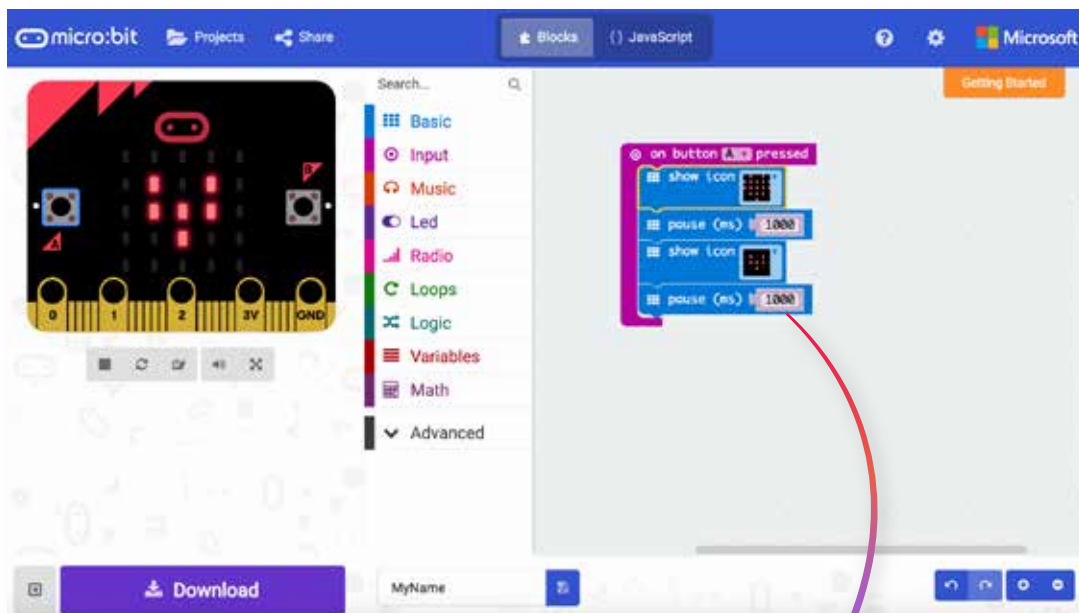 micro:bit Projects Share Blocks {} JavaScript ? Microsoft
Getting Started
Search...
Basic
Input
Music
Led
Radio
Loops
Logic
Variables
Math
Advanced
A
B
0 1 2 3V GND
on button A pressed
show icon
pause (ms) 1000
show icon
pause (ms) 1000
Download
MyName